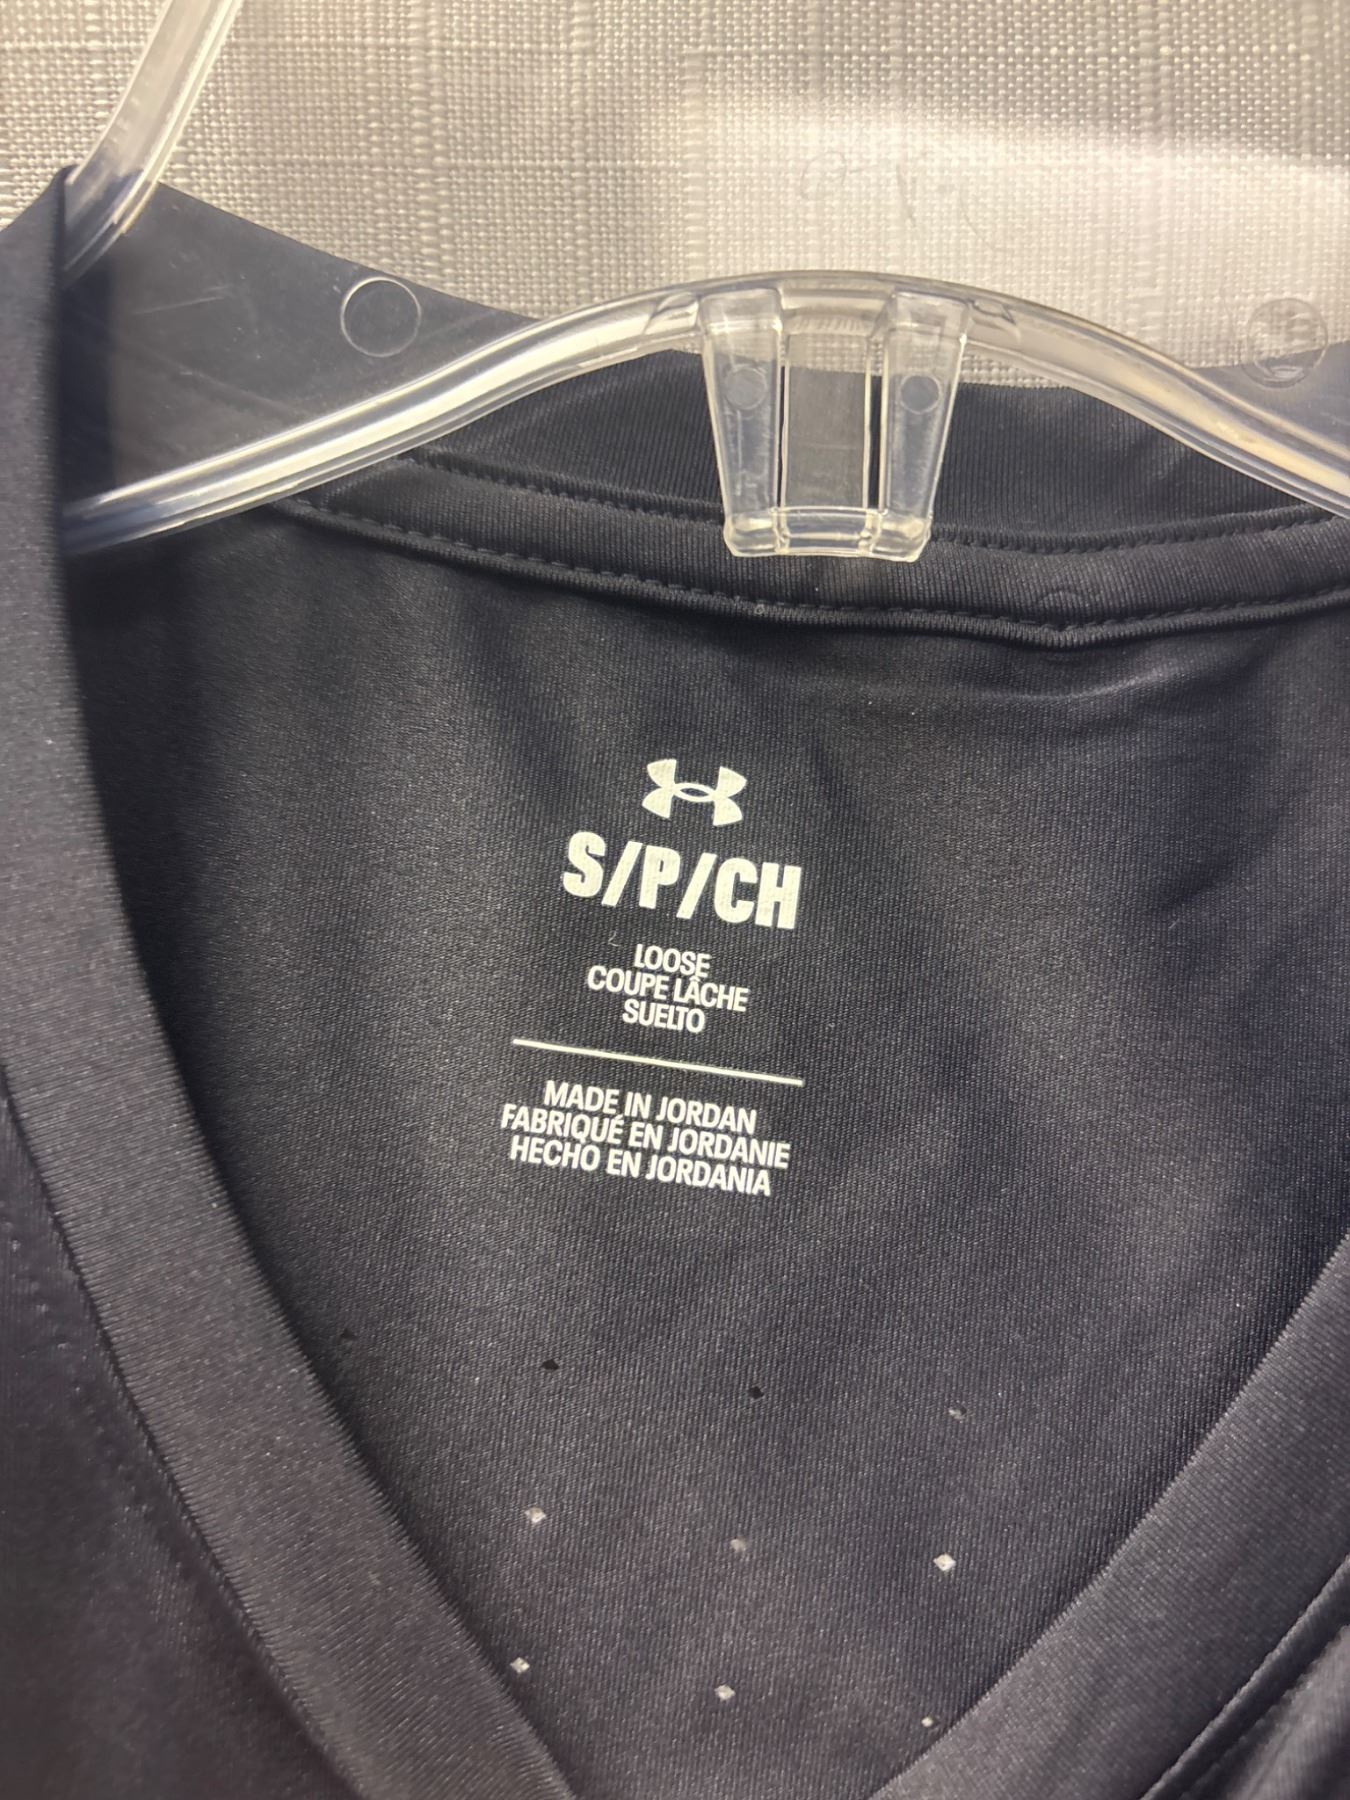 S/P/CH
LOOSE
COUPE LÂCHE
SUELTO
MADE IN JORDAN
FABRIQUÉ EN JORDANIE
HECHO EN JORDANIA